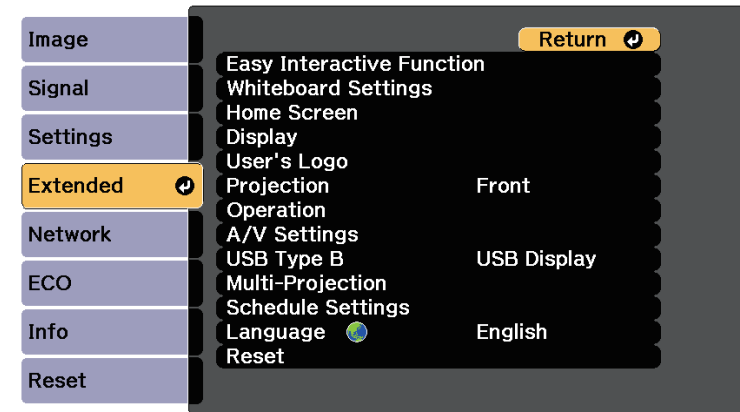 Image
Signal
Settings
Extended
Network
ECO
Info
Reset
Return
Easy Interactive Function
Whiteboard Settings
Home Screen
Display
User's Logo
Projection Front
Operation
A/V Settings
USB Type B USB Display
Multi-Projection
Schedule Settings
Language English
Reset